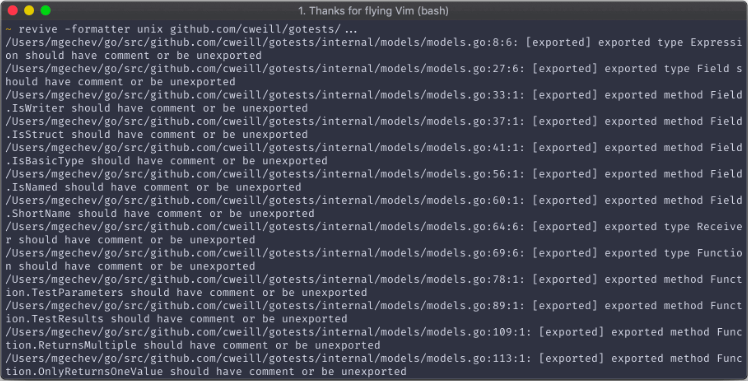 1. Thanks for flying Vim (bash)
~ revive -formatter unix github.com/cweill/gotests/...
/Users/mgechev/go/src/github.com/cweill/gotests/internal/models/models.go:8:6: [exported] exported type Expressi
on should have comment or be unexported
/Users/mgechev/go/src/github.com/cweill/gotests/internal/models/models.go:27:6: [exported] exported type Field s
hould have comment or be unexported
/Users/mgechev/go/src/github.com/cweill/gotests/internal/models/models.go:33:1: [exported] exported method Field
.IsWriter should have comment or be unexported
/Users/mgechev/go/src/github.com/cweill/gotests/internal/models/models.go:37:1: [exported] exported method Field
.IsStruct should have comment or be unexported
/Users/mgechev/go/src/github.com/cweill/gotests/internal/models/models.go:41:1: [exported] exported method Field
.IsBasicType should have comment or be unexported
/Users/mgechev/go/src/github.com/cweill/gotests/internal/models/models.go:56:1: [exported] exported method Field
.IsNamed should have comment or be unexported
/Users/mgechev/go/src/github.com/cweill/gotests/internal/models/models.go:60:1: [exported] exported method Field
.ShortName should have comment or be unexported
/Users/mgechev/go/src/github.com/cweill/gotests/internal/models/models.go:64:6: [exported] exported type Receive
r should have comment or be unexported
/Users/mgechev/go/src/github.com/cweill/gotests/internal/models/models.go:69:6: [exported] exported type Functio
n should have comment or be unexported
/Users/mgechev/go/src/github.com/cweill/gotests/internal/models/models.go:78:1: [exported] exported method Funct
ion.TestParameters should have comment or be unexported
/Users/mgechev/go/src/github.com/cweill/gotests/internal/models/models.go:89:1: [exported] exported method Funct
ion.TestResults should have comment or be unexported
/Users/mgechev/go/src/github.com/cweill/gotests/internal/models/models.go:109:1: [exported] exported method Func
tion.ReturnsMultiple should have comment or be unexported
/Users/mgechev/go/src/github.com/cweill/gotests/internal/models/models.go:113:1: [exported] exported method Func
tion.OnlyReturnsOneValue should have comment or be unexported